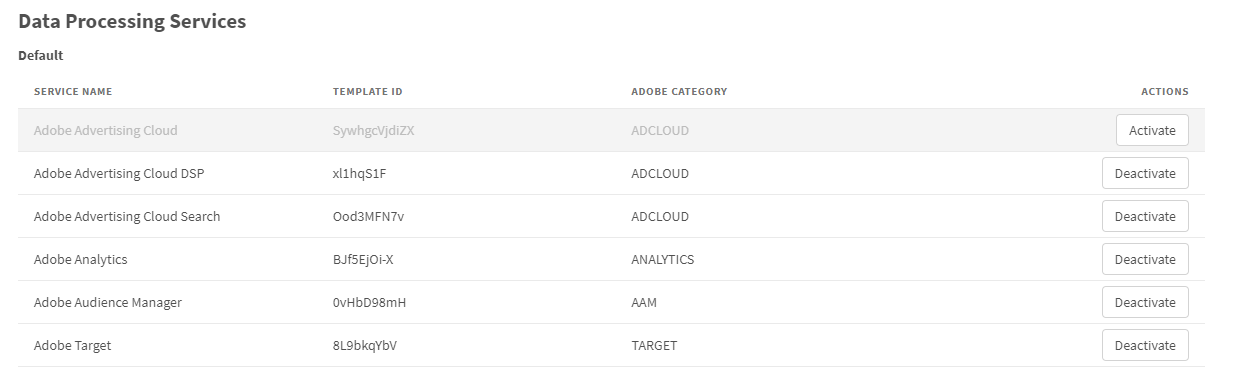 Data Processing Services
Default
SERVICE NAME TEMPLATE ID ADOBE CATEGORY ACTIONS
Adobe Advertising Cloud SywhgcVjdiZX ADCLOUD Activate
Adobe Advertising Cloud DSP xl1hqS1F ADCLOUD Deactivate
Adobe Advertising Cloud Search Ood3MFN7v ADCLOUD Deactivate
Adobe Analytics BJf5EjOi-X ANALYTICS Deactivate
Adobe Audience Manager 0vHbD98mH AAM Deactivate
Adobe Target 8L9bkqYbV TARGET Deactivate